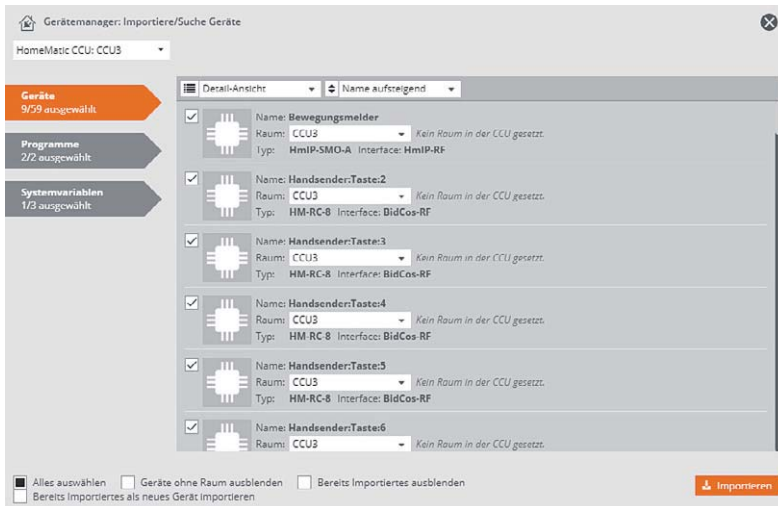 Gerätemanager: Importiere/Suche Geräte
HomeMatic CCU: CCU3
Geräte
9/59 ausgewählt
Programme
2/2 ausgewählt
Systemvariablen
1/3 ausgewählt
Detail-Ansicht
Name aufsteigend
Name: Bewegungsmelder
Raum: CCU3 Kein Raum in der CCU gesetzt.
Typ: HmIP-SMO-A Interface: HmIP-RF
Name: Handsender:Taste:2
Raum: CCU3 Kein Raum in der CCU gesetzt.
Typ: HM-RC-8 Interface: BidCos-RF
Name: Handsender:Taste:3
Raum: CCU3 Kein Raum in der CCU gesetzt.
Typ: HM-RC-8 Interface: BidCos-RF
Name: Handsender:Taste:4
Raum: CCU3 Kein Raum in der CCU gesetzt.
Typ: HM-RC-8 Interface: BidCos-RF
Name: Handsender:Taste:5
Raum: CCU3 Kein Raum in der CCU gesetzt.
Typ: HM-RC-8 Interface: BidCos-RF
Name: Handsender:Taste:6
Raum: CCU3 Kein Raum in der CCU gesetzt.
Alles auswählen Geräte ohne Raum ausblenden Bereits Importiertes ausblenden
Bereits Importiertes als neues Gerät importieren
Importieren